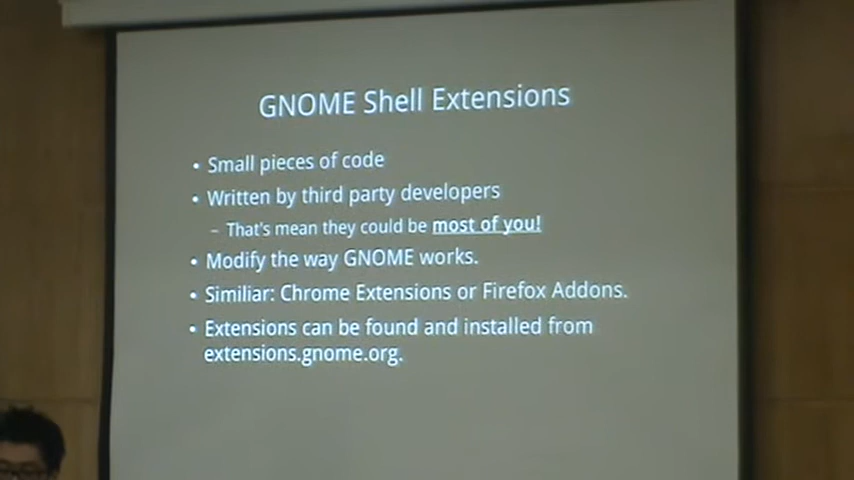 GNOME Shell Extensions
• Small pieces of code
• Written by third party developers
– That's mean they could be most of you!
• Modify the way GNOME works.
• Similiar: Chrome Extensions or Firefox Addons.
• Extensions can be found and installed from
extensions.gnome.org.